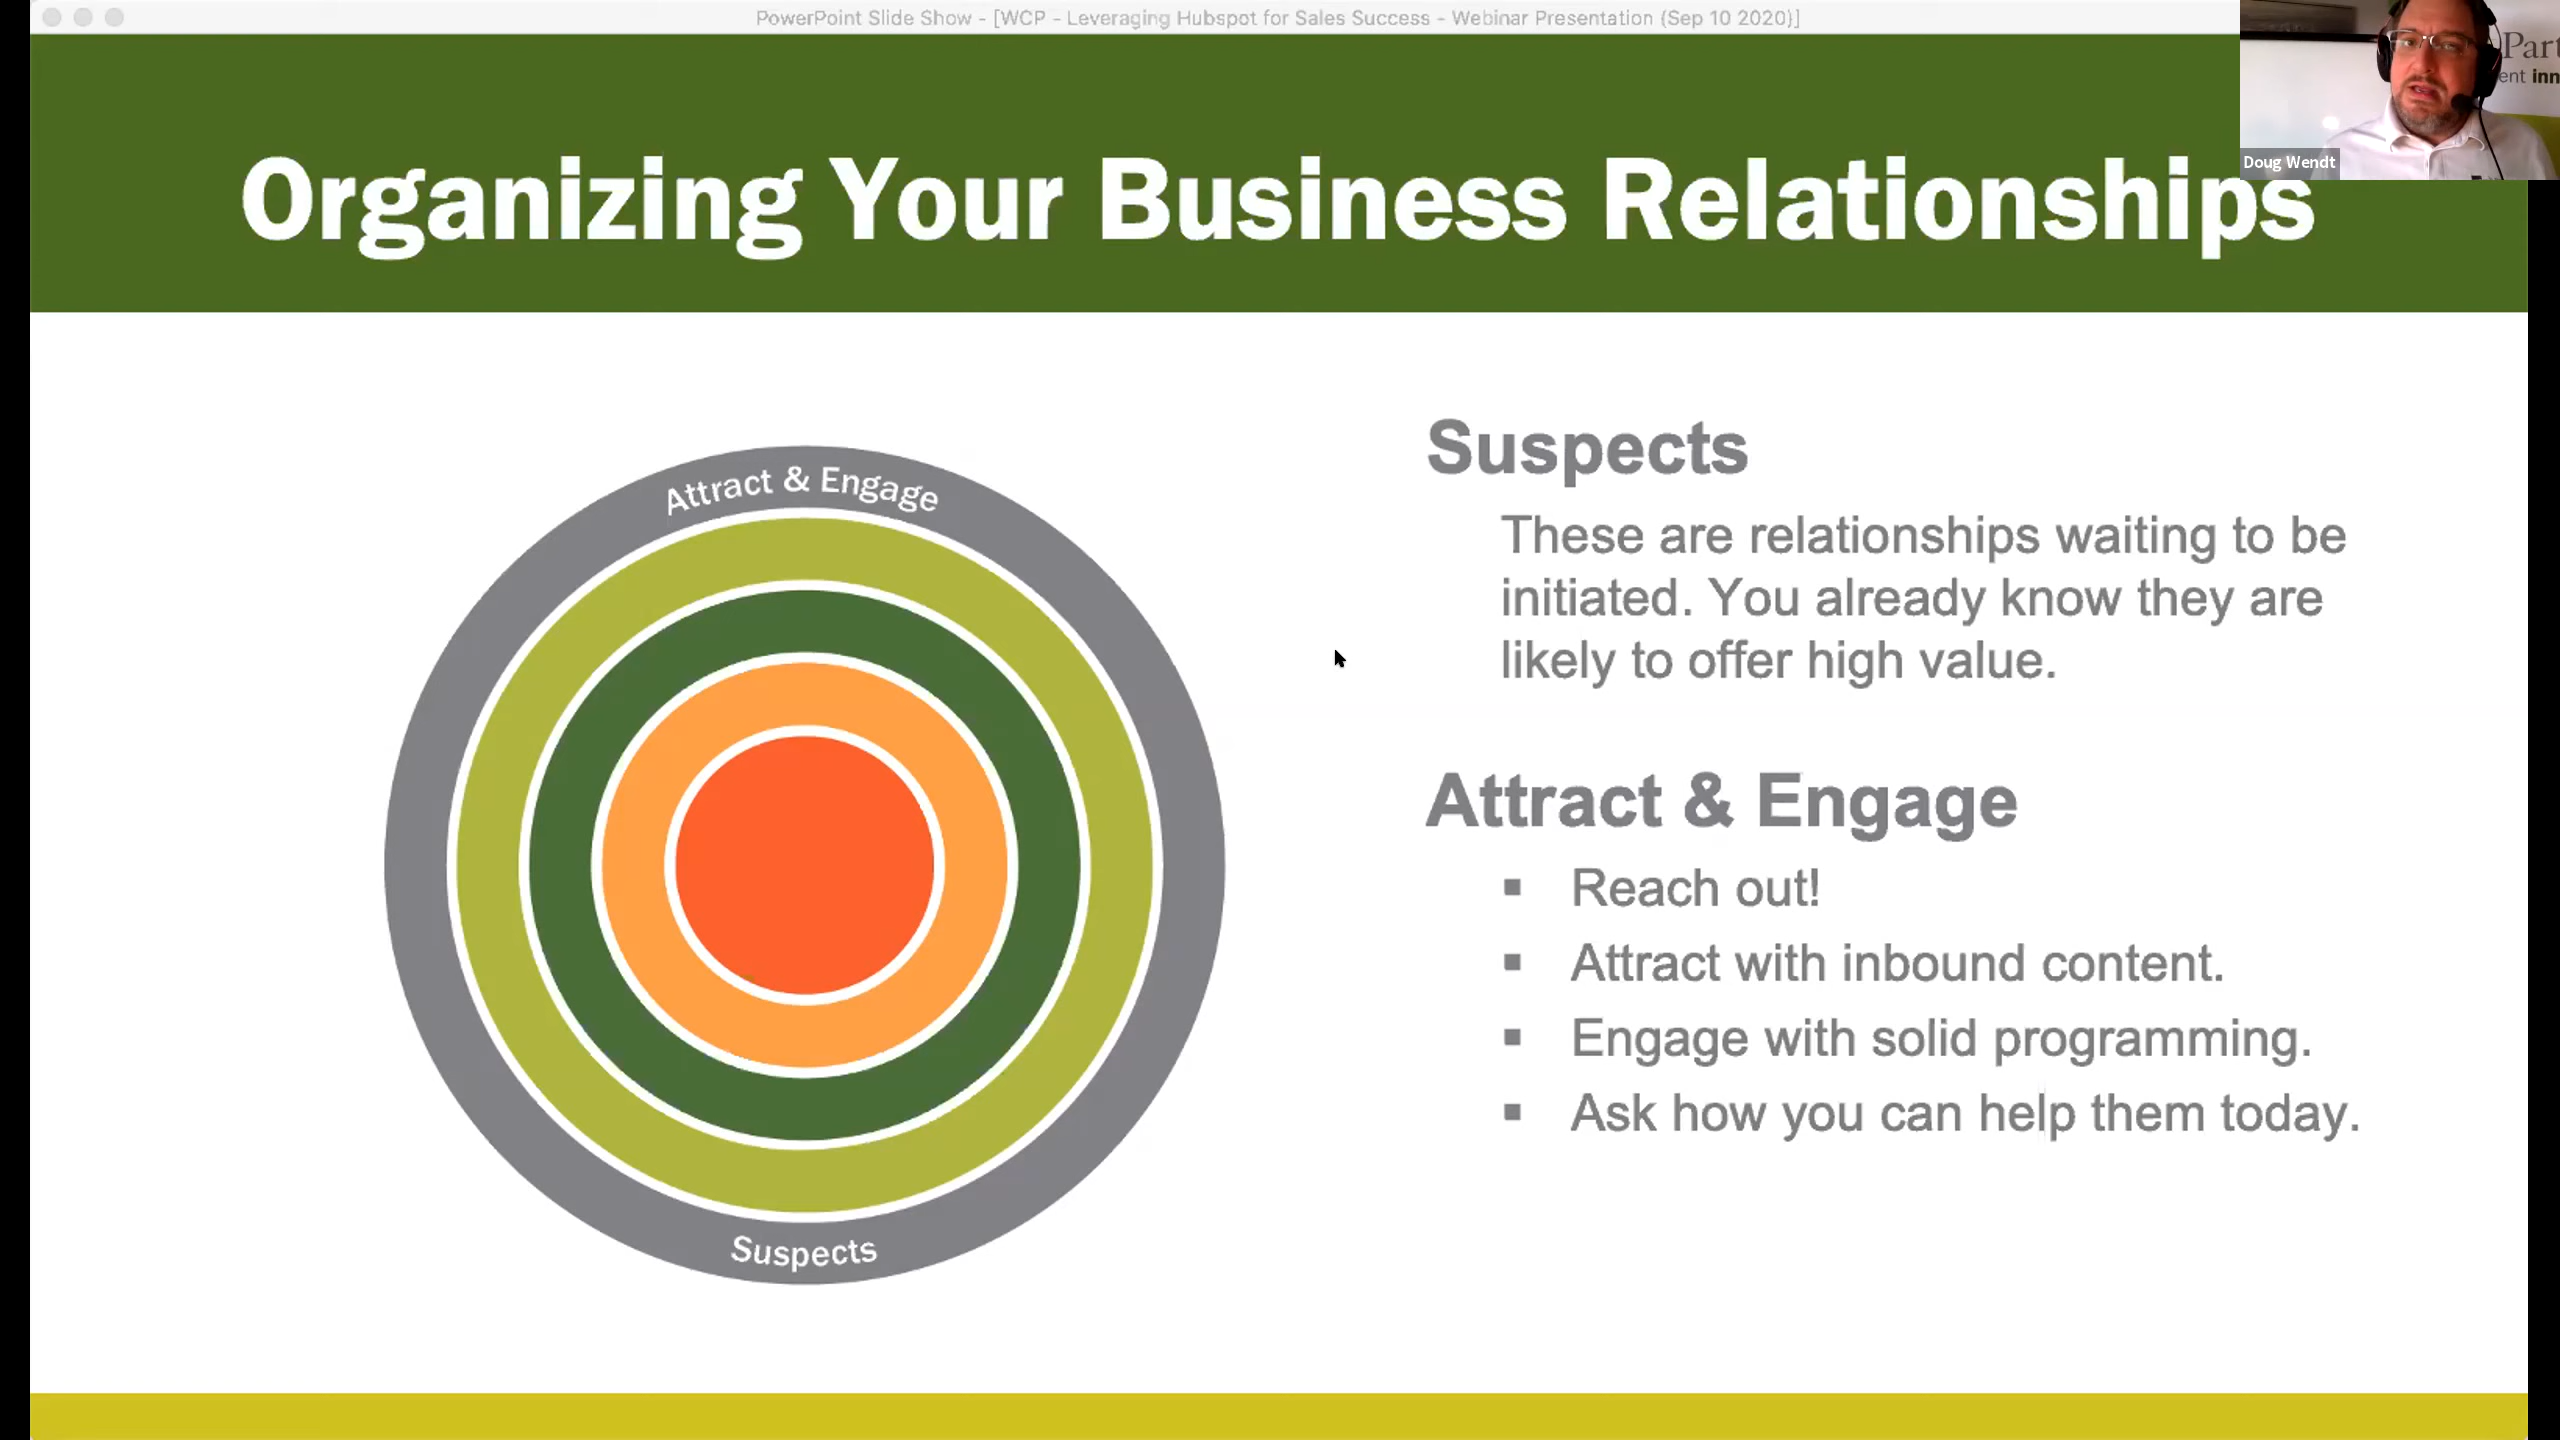 PowerPoint Slide Show - [WCP - Leveraging Hubspot for Sales Success - Webinar Presentation (Sep 10 2020)]
Part
ent inn
Doug Wendt
Organizing Your Business Relationships
Attract & Engage
Suspects
Suspects
These are relationships waiting to be
initiated. You already know they are
likely to offer high value.
Attract & Engage
▪ Reach out!
▪ Attract with inbound content.
▪ Engage with solid programming.
▪ Ask how you can help them today.